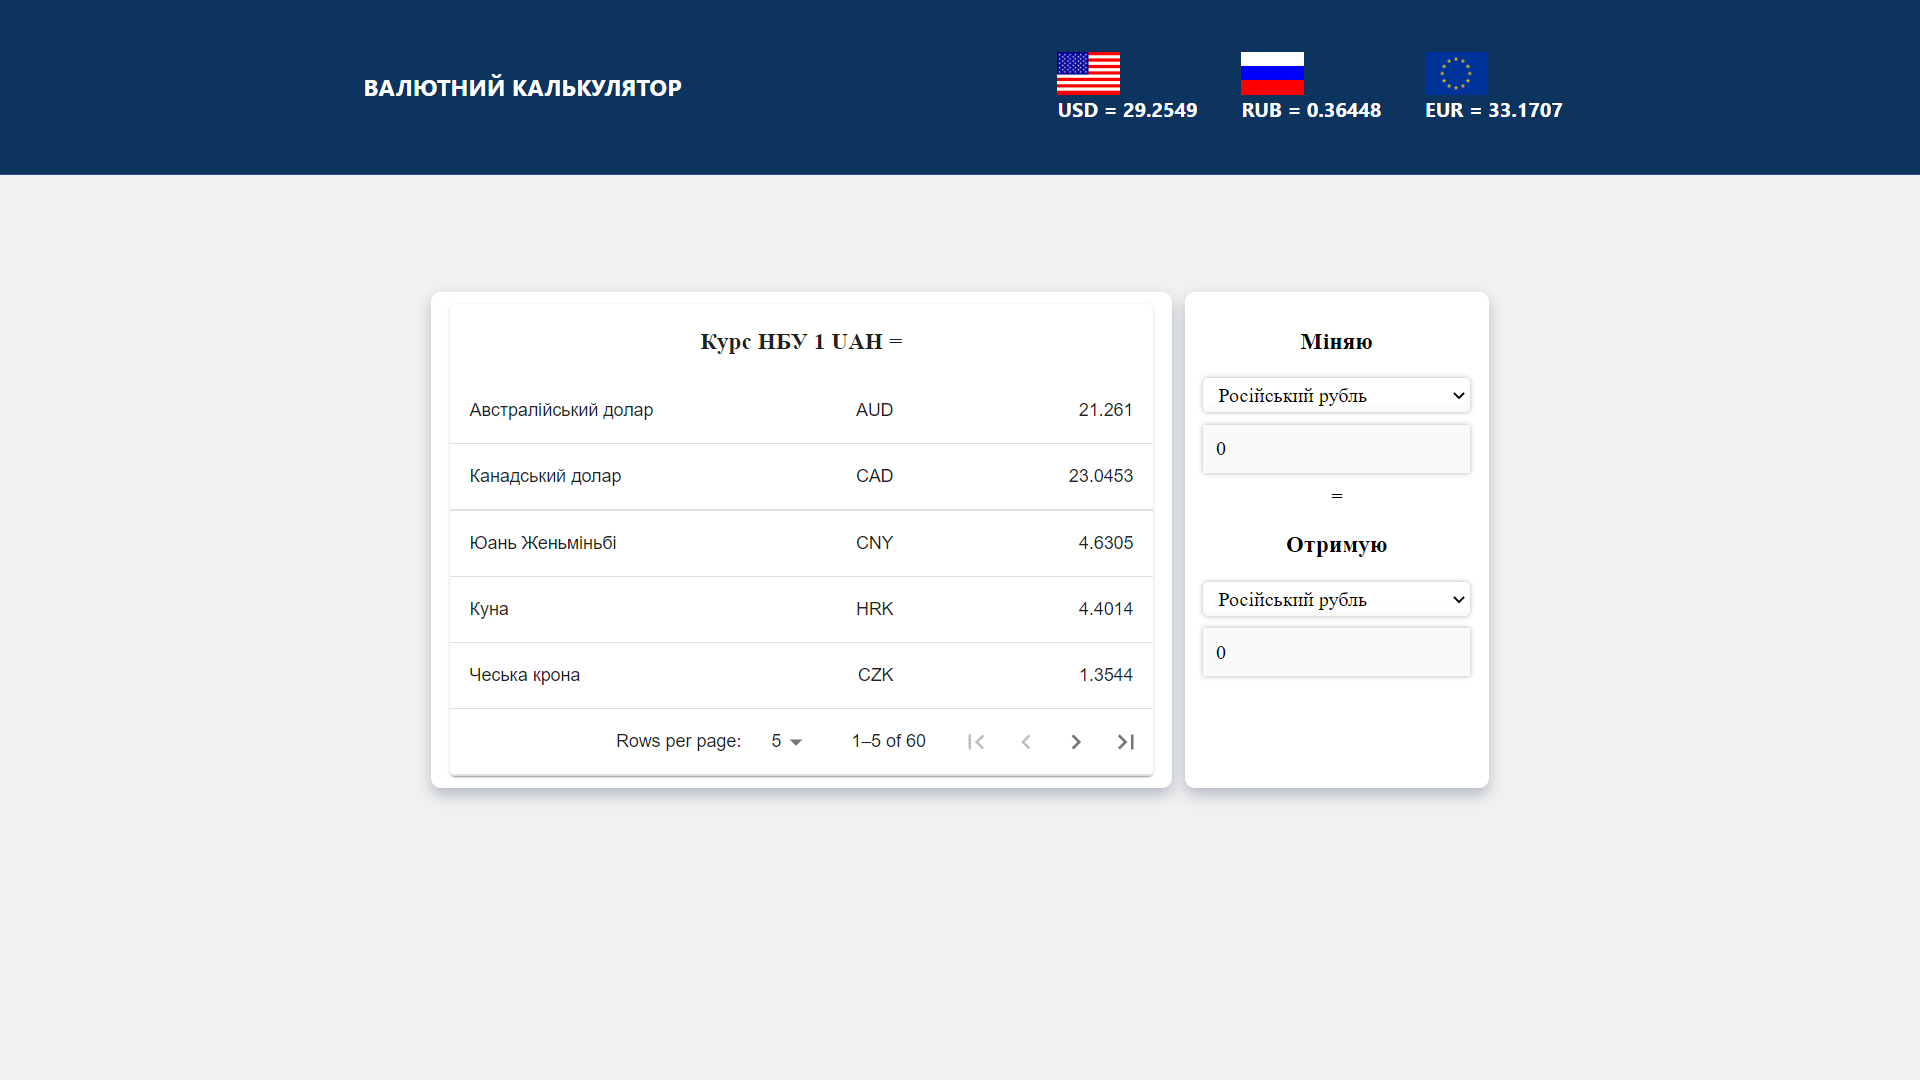 ВАЛЮТНИЙ КАЛЬКУЛЯТОР
USD = 29.2549
RUB = 0.36448
EUR = 33.1707
Курс НБУ 1 UAH =
Австралійський долар AUD 21.261
Канадський долар CAD 23.0453
Юань Женьміньбі CNY 4.6305
Куна HRK 4.4014
Чеська крона CZK 1.3544
Rows per page: 5 1–5 of 60
Міняю
Російський рубль
0
=
Отримую
Російський рубль
0